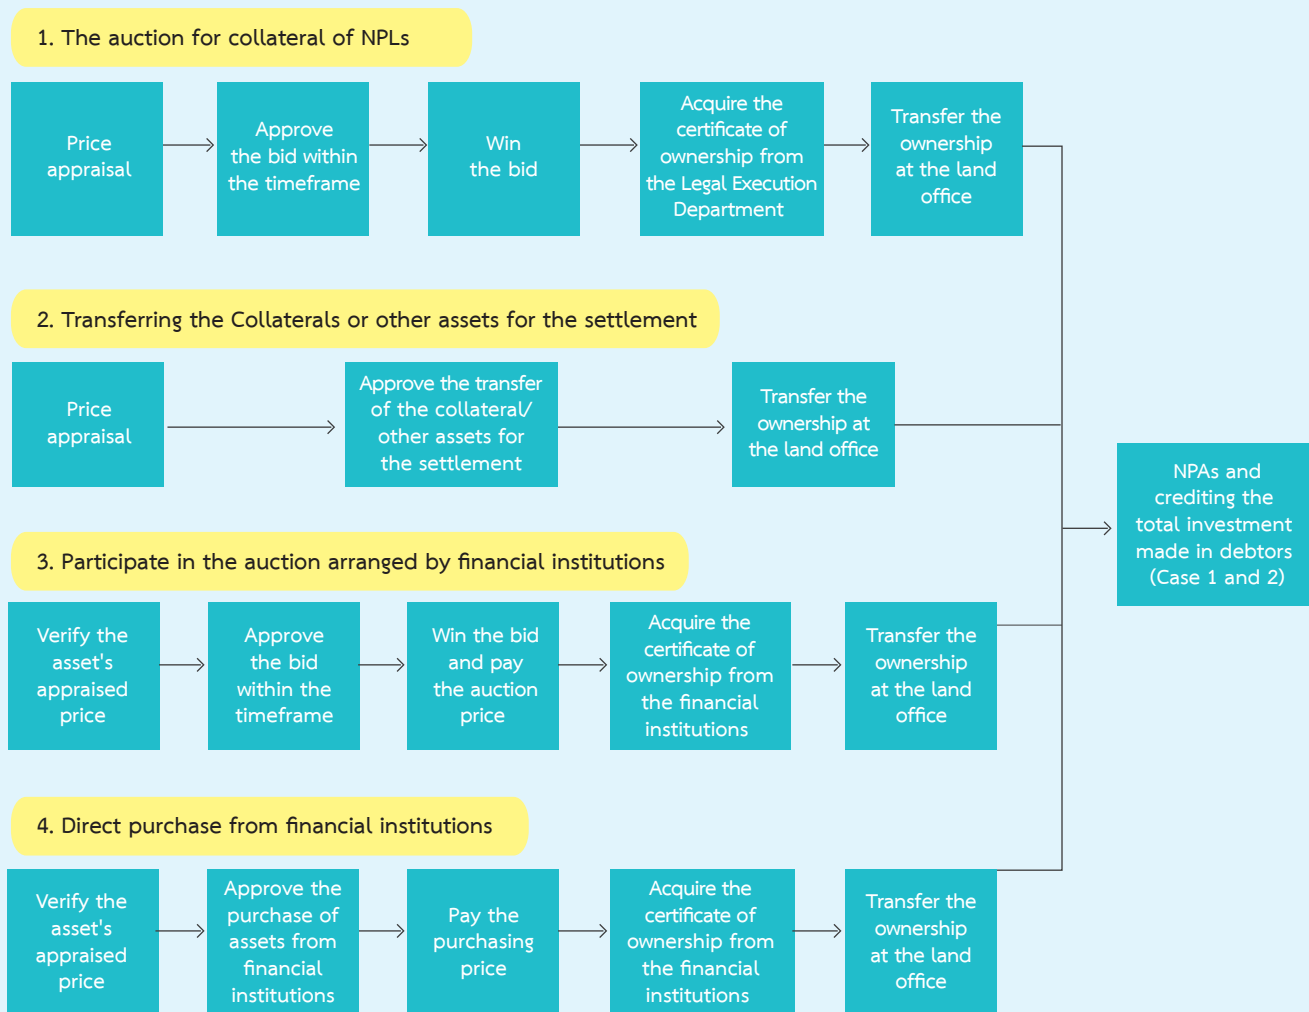 1. The auction for collateral of NPLs
Price
appraisal
Approve
the bid within
the timeframe
Win
the bid
Acquire the
certificate of
ownership from
the Legal Execution
Department
Transfer the
ownership
at the land
office
2. Transferring the Collaterals or other assets for the settlement
Price
appraisal
Approve the transfer
of the collateral/
other assets for
the settlement
Transfer the
ownership at
the land office
NPAs and
crediting the
total investment
made in debtors
(Case 1 and 2)
3. Participate in the auction arranged by financial institutions
Verify the
asset's
appraised
price
Approve
the bid
within the
timeframe
Win the bid
and pay
the auction
price
Acquire the
certificate of
ownership from
the financial
institutions
Transfer the
ownership
at the land
office
4. Direct purchase from financial institutions
Verify the
asset's
appraised
price
Approve the
purchase of
assets from
financial
institutions
Pay the
purchasing
price
Acquire the
certificate of
ownership from
the financial
institutions
Transfer the
ownership
at the land
office